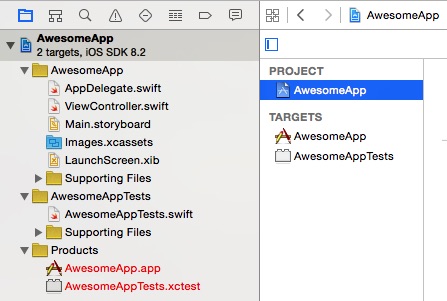 AwesomeApp
2 targets, iOS SDK 8.2
AwesomeApp
AppDelegate.swift
ViewController.swift
Main.storyboard
Images.xcassets
LaunchScreen.xib
Supporting Files
AwesomeAppTests
AwesomeAppTests.swift
Supporting Files
Products
AwesomeApp.app
AwesomeAppTests.xctest
AwesomeApp
PROJECT
AwesomeApp
TARGETS
AwesomeApp
AwesomeAppTests